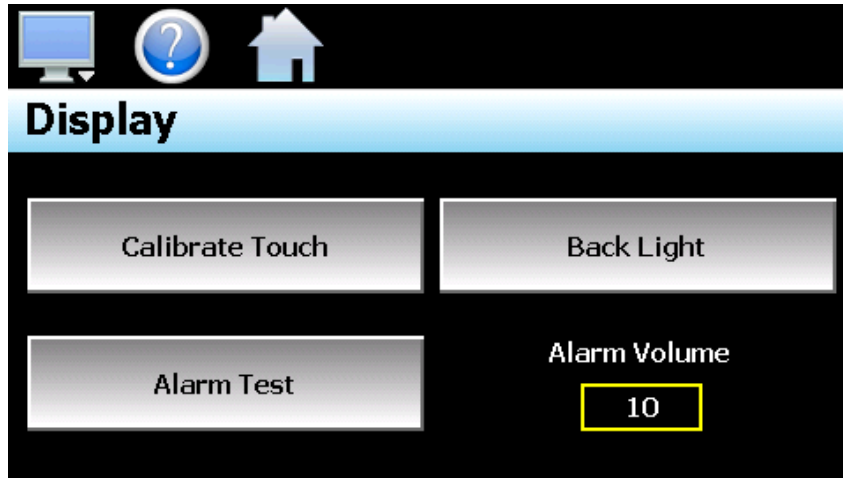 ?
Display
Calibrate Touch
Back Light
Alarm Test
Alarm Volume
10